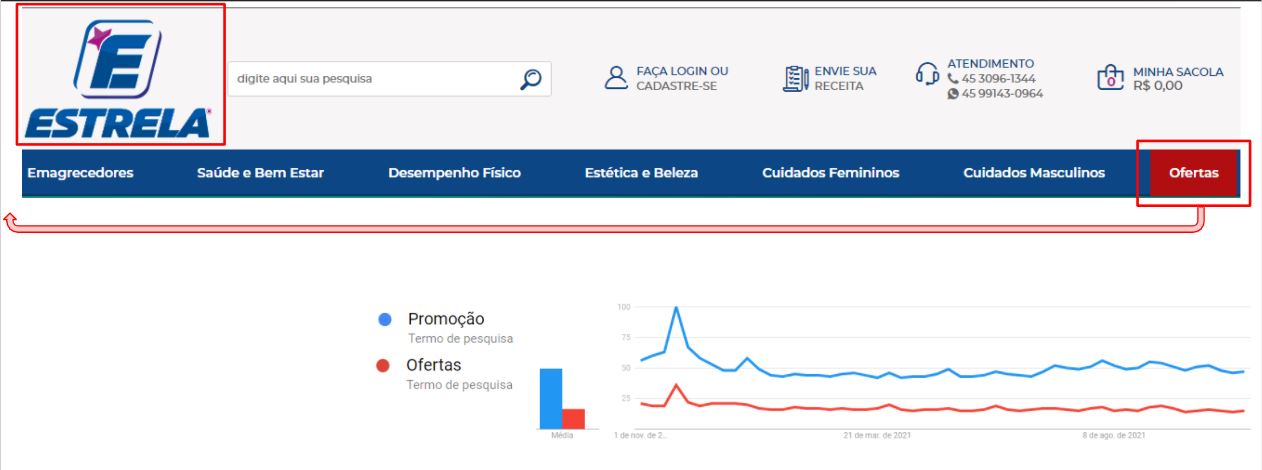 E
ESTRELA
digite aqui sua pesquisa
FAÇA LOGIN OU
CADASTRE-SE
ENVIE SUA
RECEITA
ATENDIMENTO
45 3096-1344
45 99143-0964
0
MINHA SACOLA
R$ 0,00
Emagrecedores
Saúde e Bem Estar
Desempenho Físico
Estética e Beleza
Cuidados Femininos
Cuidados Masculinos
Ofertas
Promoção
Termo de pesquisa
Ofertas
Termo de pesquisa
Média
100
75
50
25
1 de nov. de 2…
21 de mar. de 2021
8 de ago. de 2021